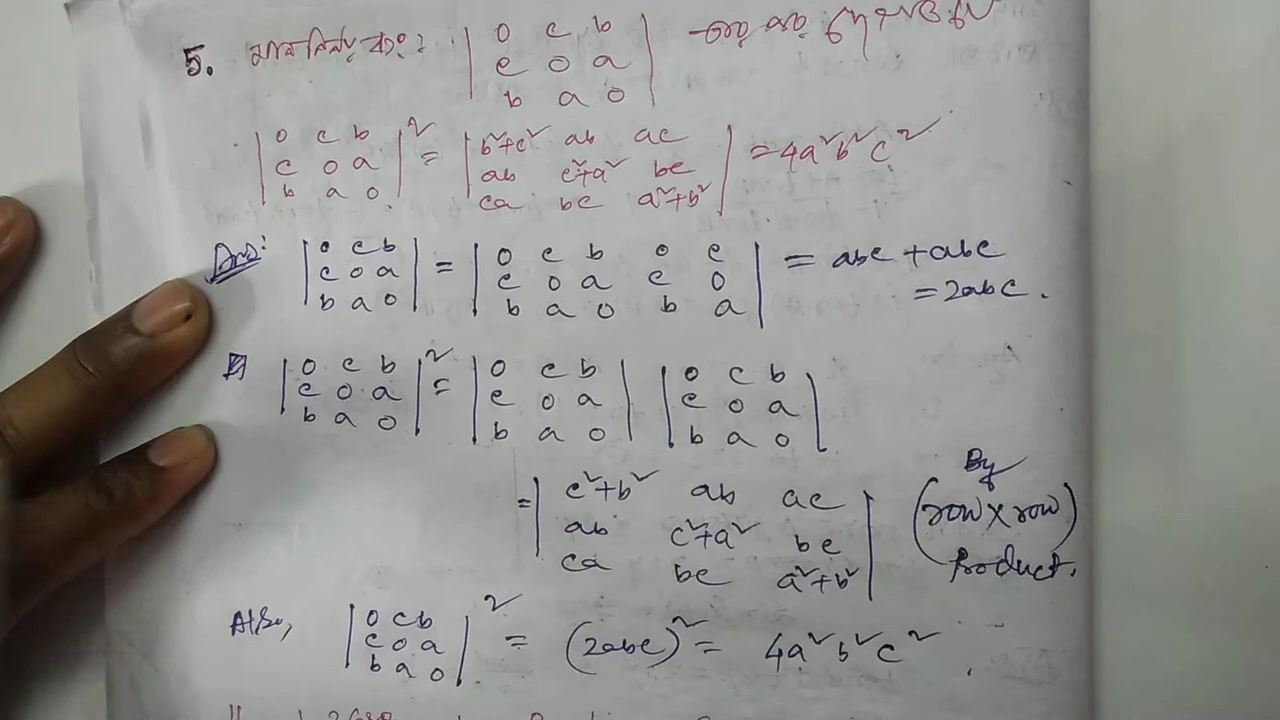 5. মান নির্ণয় কর: | 0 c b |
| c 0 a |
| b a 0 |
| 0 c b |² = | b²+c² ab ac | = 4a²b²c²
| c 0 a | | ab c²+a² bc |
| b a 0 | | ca bc a²+b² |
Ans: | 0 c b | = | 0 c b 0 c | = abc + abc
| c 0 a | | c 0 a c 0 | = 2abc.
| b a 0 | | b a 0 b a |
| 0 c b |² = | 0 c b | | 0 c b |
| c 0 a | | c 0 a | | c 0 a |
| b a 0 | | b a 0 | | b a 0 |
= | c²+b² ab ac | By
| ab c²+a² bc | (row × row)
| ca bc a²+b² | Product.
Also, | 0 c b |² = (2abc)² = 4a²b²c².
| c 0 a |
| b a 0 |